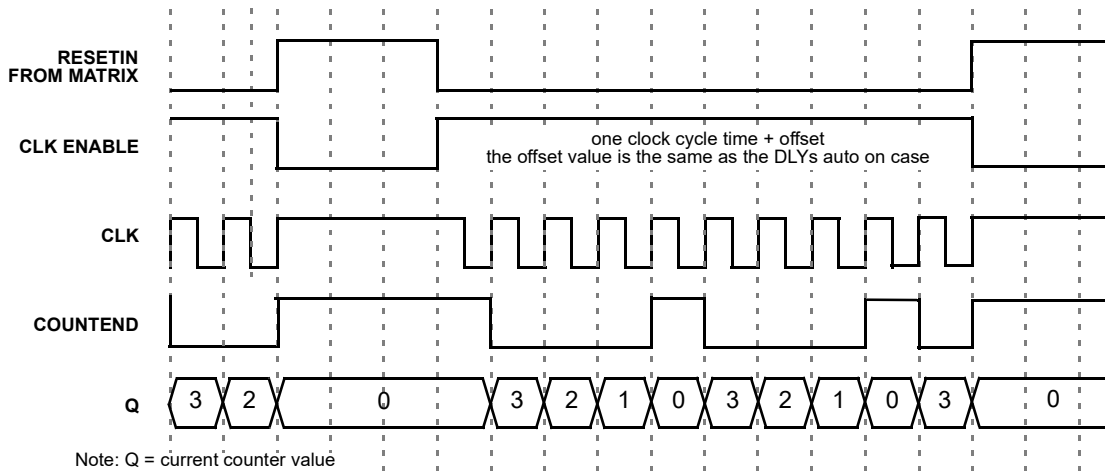 RESETIN
FROM MATRIX
CLK ENABLE
one clock cycle time + offset
the offset value is the same as the DLYs auto on case
CLK
COUNTEND
Q
3 2 0 3 2 1 0 3 2 1 0 3 0
Note: Q = current counter value